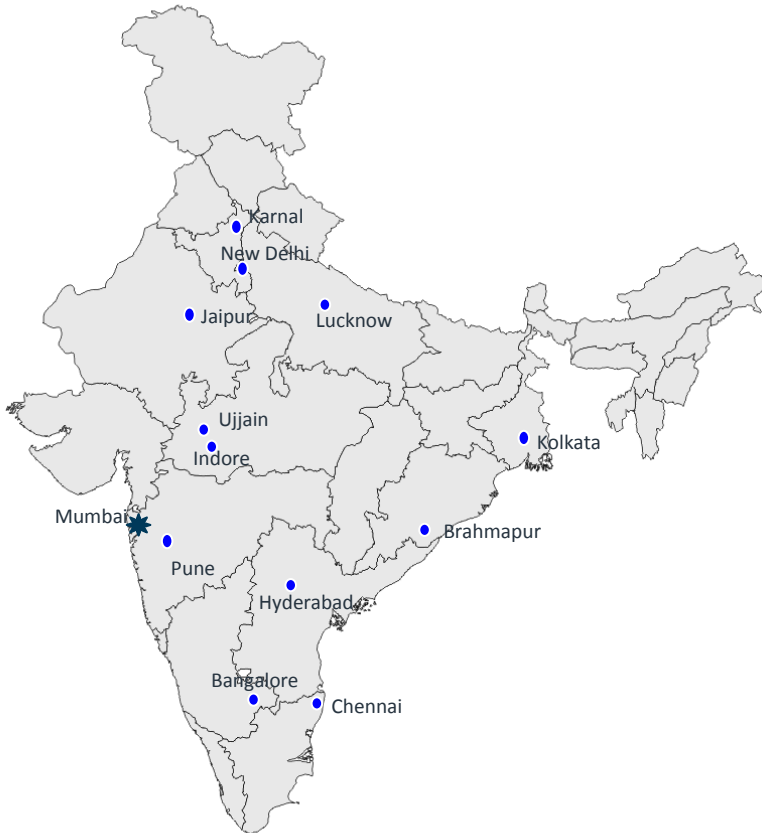 Karnal
New Delhi
Jaipur
Lucknow
Ujjain
Indore
Kolkata
Mumbai
Brahmapur
Pune
Hyderabad
Bangalore
Chennai